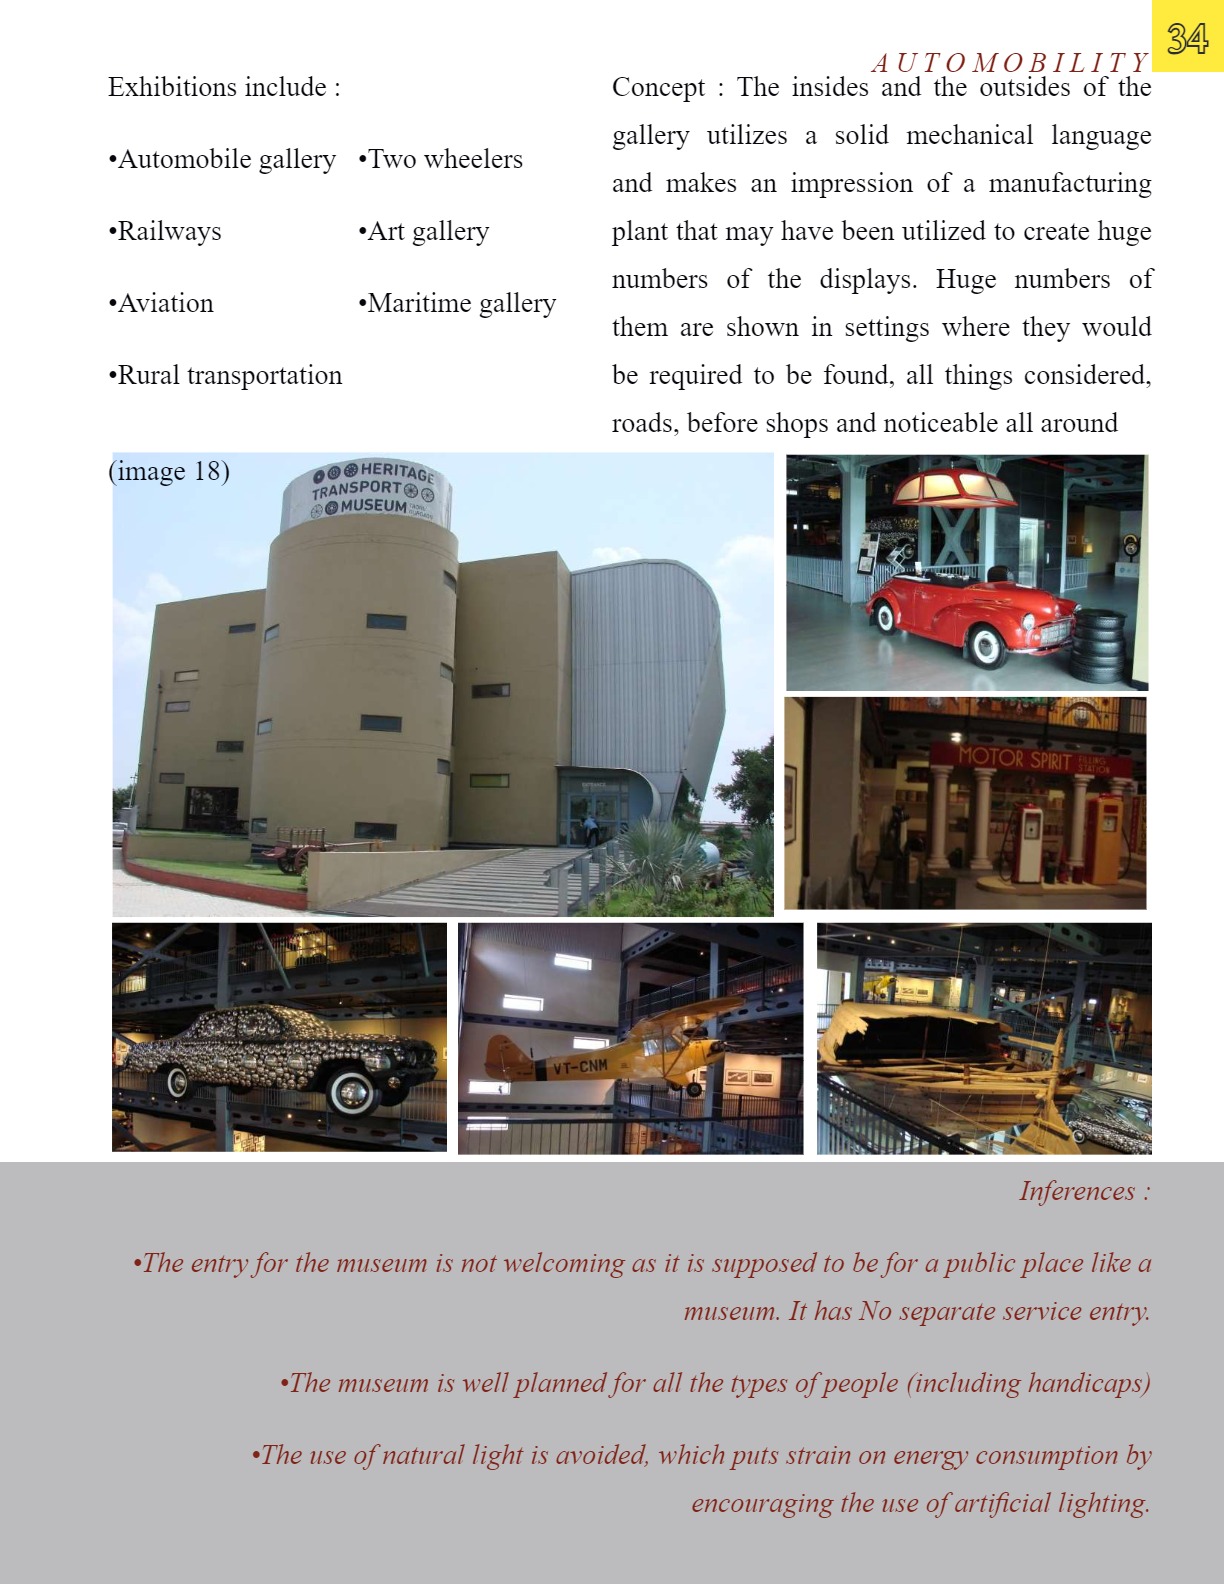 34
AUTOMOBILITY
Exhibitions include :
•Automobile gallery •Two wheelers
•Railways •Art gallery
•Aviation •Maritime gallery
•Rural transportation
(image 18)
Concept : The insides and the outsides of the
gallery utilizes a solid mechanical language
and makes an impression of a manufacturing
plant that may have been utilized to create huge
numbers of the displays. Huge numbers of
them are shown in settings where they would
be required to be found, all things considered,
roads, before shops and noticeable all around
HERITAGE
TRANSPORT
MUSEUM
ENTRANCE
MOTOR SPIRIT FILLING
STATION
VT-CNM
Inferences :
•The entry for the museum is not welcoming as it is supposed to be for a public place like a
museum. It has No separate service entry.
•The museum is well planned for all the types of people (including handicaps)
•The use of natural light is avoided, which puts strain on energy consumption by
encouraging the use of artificial lighting.